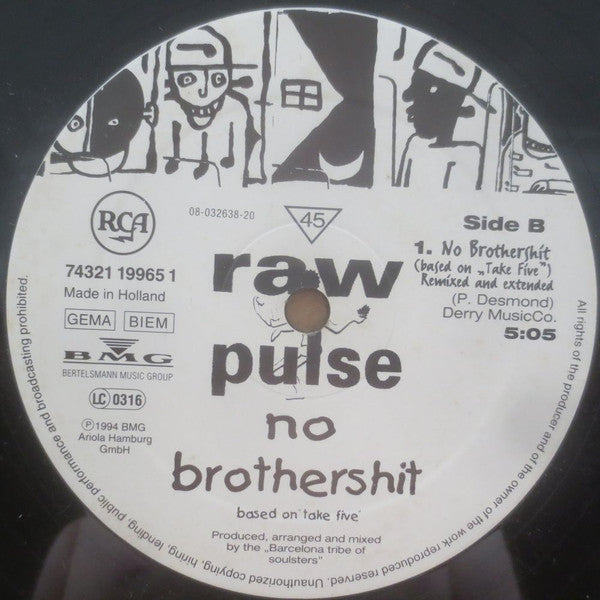 RCA
08-032638-20
45
Side B
74321 19965 1
Made in Holland
GEMA BIEM
BMG
BERTELSMANN MUSIC GROUP
LC 0316
Ⓟ1994 BMG
Ariola Hamburg
GmbH
raw
pulse
no
brothershit
based on 'take five'
Produced, arranged and mixed
by the „Barcelona tribe of
soulsters"
1. No Brothershit
(based on „Take Five")
Remixed and extended
(P. Desmond)
Derry MusicCo.
5:05
All rights of the producer and of the owner of the work reproduced reserved. Unauthorized copying, hiring, lending, public performance and broadcasting prohibited.